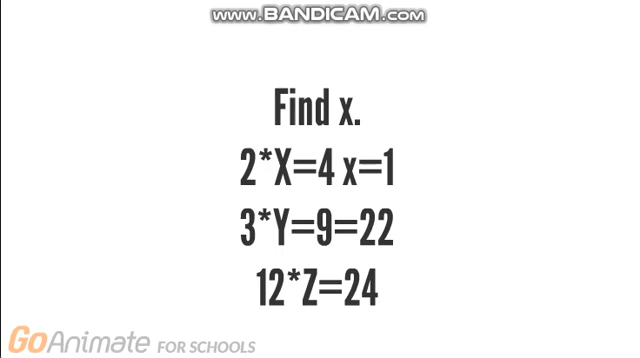 www.BANDICAM.com
Find x.
2*X=4 x=1
3*Y=9=22
12*Z=24
GoAnimate FOR SCHOOLS